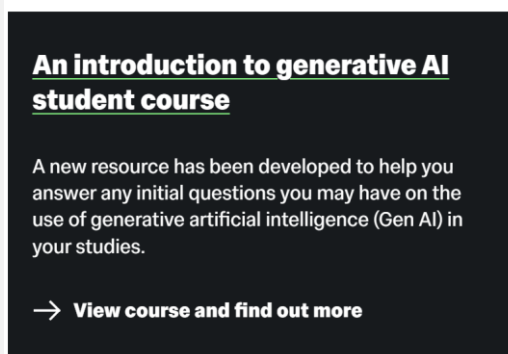 An introduction to generative AI
student course
A new resource has been developed to help you
answer any initial questions you may have on the
use of generative artificial intelligence (Gen AI) in
your studies.
→ View course and find out more